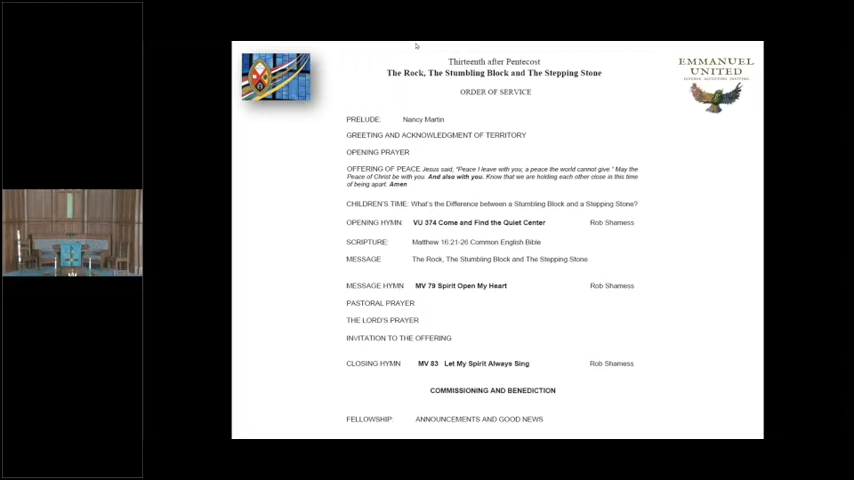 Thirteenth after Pentecost
The Rock, The Stumbling Block and The Stepping Stone
EMMANUEL
UNITED
DIVERSE ACCEPTING INVITING
ORDER OF SERVICE
PRELUDE: Nancy Martin
GREETING AND ACKNOWLEDGMENT OF TERRITORY
OPENING PRAYER
OFFERING OF PEACE Jesus said, "Peace I leave with you; a peace the world cannot give." May the
Peace of Christ be with you. And also with you. Know that we are holding each other close in this time
of being apart. Amen
CHILDREN'S TIME: What's the Difference between a Stumbling Block and a Stepping Stone?
OPENING HYMN: VU 374 Come and Find the Quiet Center Rob Shamess
SCRIPTURE: Matthew 16:21-26 Common English Bible
MESSAGE The Rock, The Stumbling Block and The Stepping Stone
MESSAGE HYMN MV 79 Spirit Open My Heart Rob Shamess
PASTORAL PRAYER
THE LORD'S PRAYER
INVITATION TO THE OFFERING
CLOSING HYMN MV 83 Let My Spirit Always Sing Rob Shamess
COMMISSIONING AND BENEDICTION
FELLOWSHIP: ANNOUNCEMENTS AND GOOD NEWS